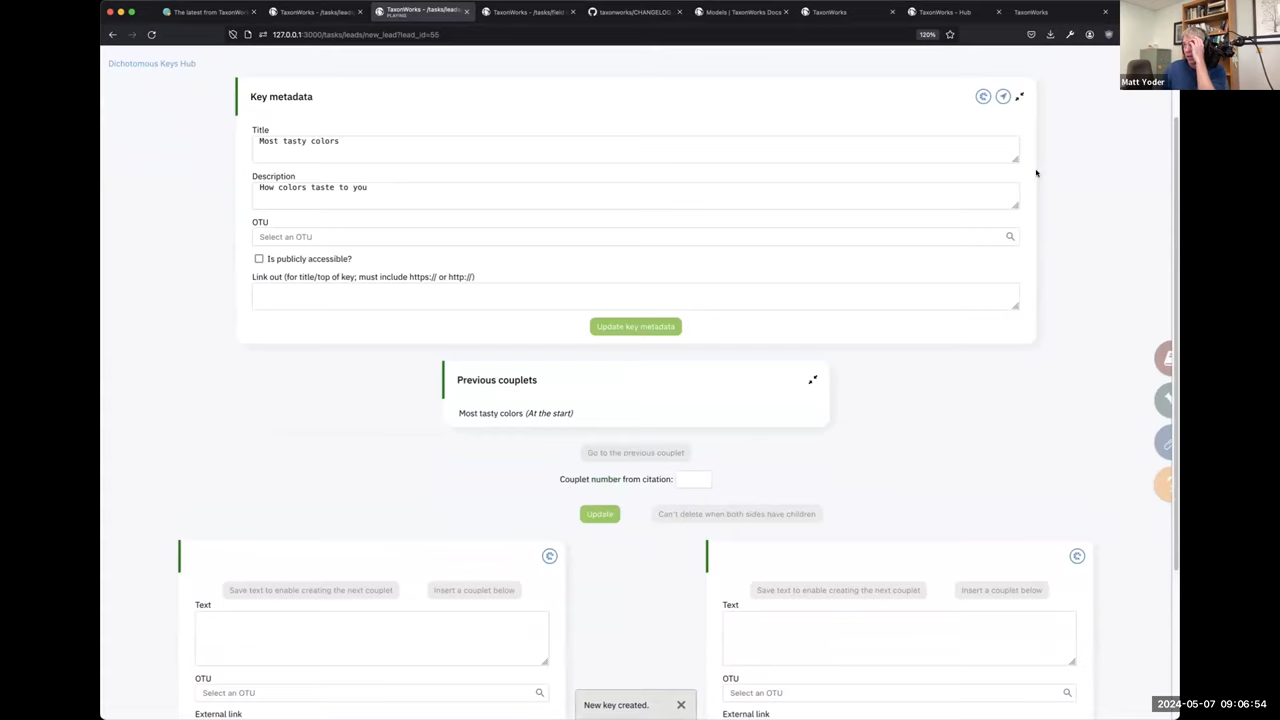 The latest from TaxonWorks
TaxonWorks - /tasks/leads
TaxonWorks - /tasks/leads
PLAYING
TaxonWorks - /tasks/field
taxonworks/CHANGELOG
Models | TaxonWorks Docs
TaxonWorks
TaxonWorks - Hub
TaxonWorks
127.0.0.1:3000/tasks/leads/new_lead?lead_id=55
120%
Matt Yoder
Dichotomous Keys Hub
Key metadata
Title
Most tasty colors
Description
How colors taste to you
OTU
Select an OTU
Is publicly accessible?
Link out (for title/top of key; must include https:// or http://)
Update key metadata
Previous couplets
Most tasty colors (At the start)
Go to the previous couplet
Couplet number from citation:
Update
Can't delete when both sides have children
Save text to enable creating the next couplet
Insert a couplet below
Save text to enable creating the next couplet
Insert a couplet below
Text
Text
OTU
OTU
Select an OTU
Select an OTU
New key created.
External link
External link
2024-05-07 09:06:54